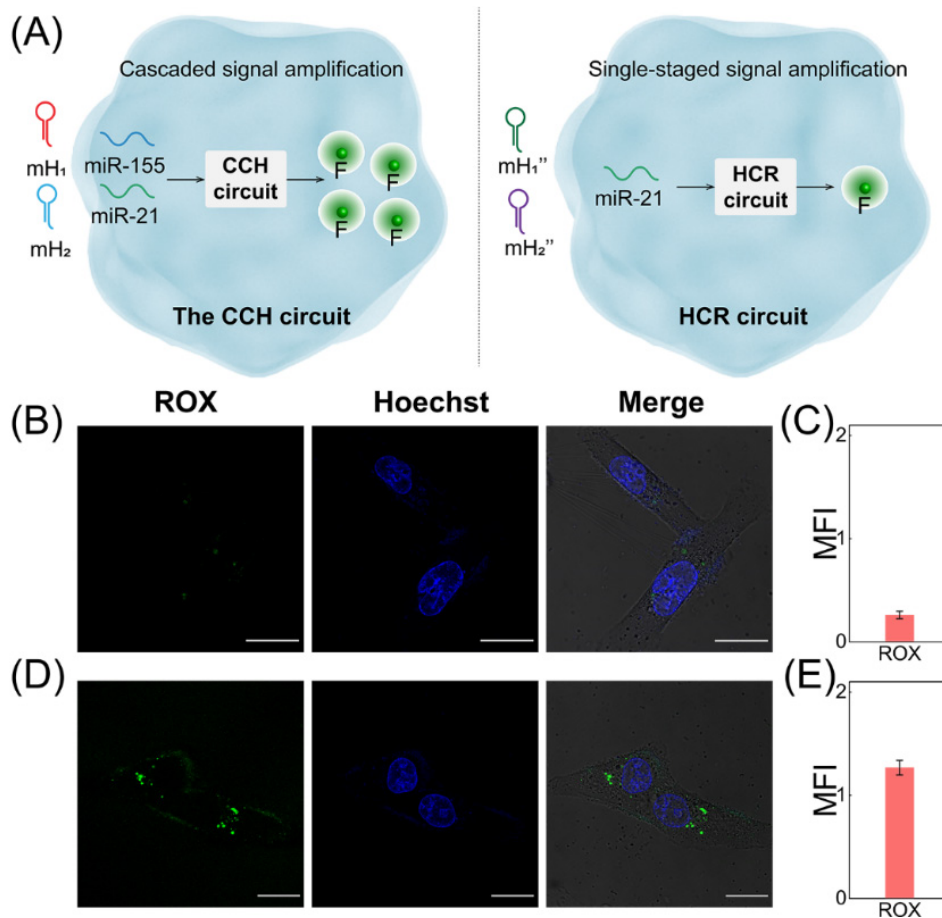 (A)
Cascaded signal amplification
mH₁
miR-155
miR-21
mH₂
CCH
circuit
F
F
F
F
The CCH circuit
Single-staged signal amplification
mH₁"
miR-21
mH₂"
HCR
circuit
F
HCR circuit
ROX
Hoechst
Merge
(B)
(C)
2
1
0
MFI
ROX
(D)
(E)
2
1
0
MFI
ROX